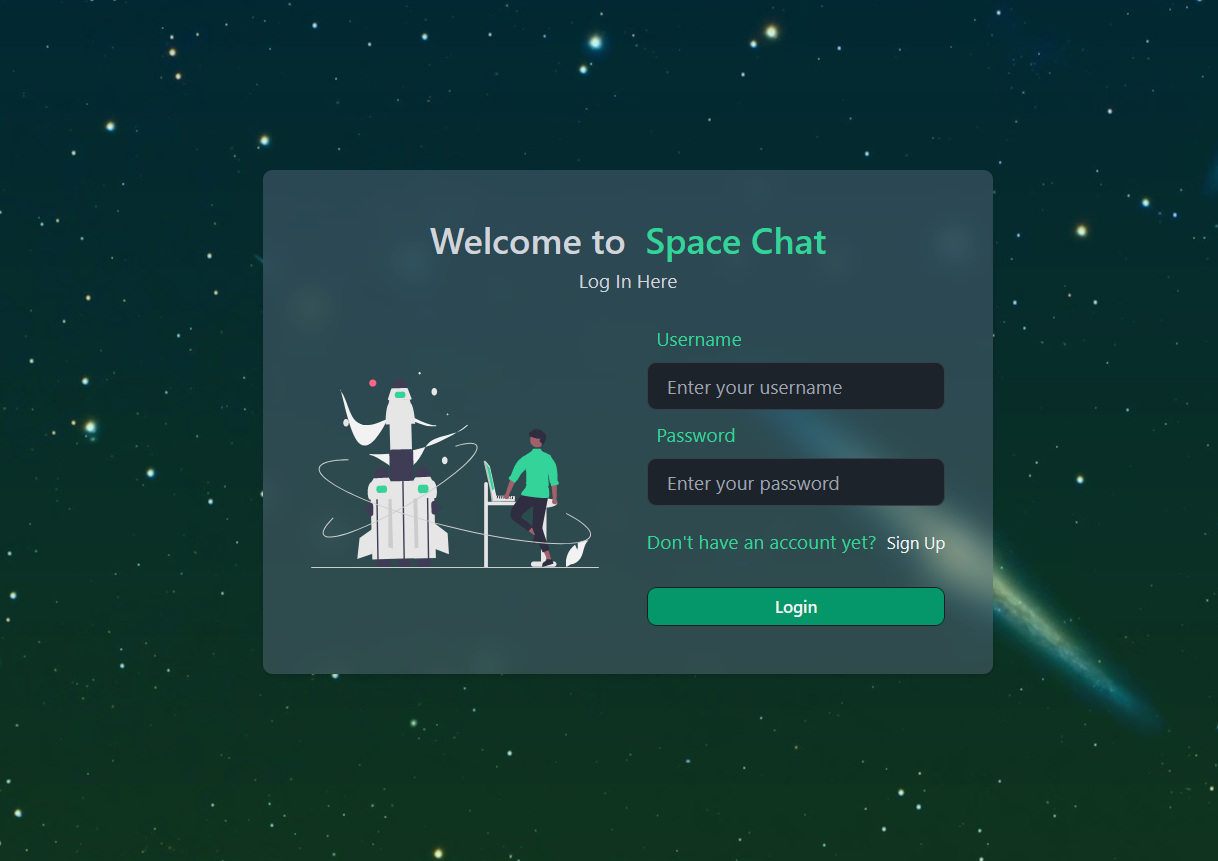 Welcome to Space Chat
Log In Here
Username
Enter your username
Password
Enter your password
Don't have an account yet? Sign Up
Login